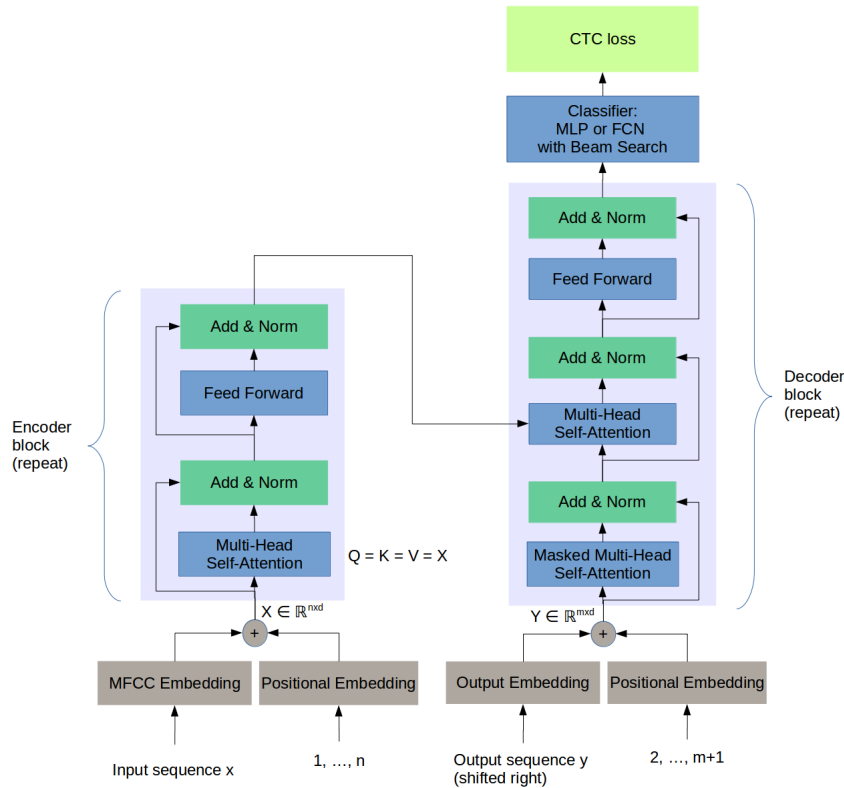 CTC loss
Classifier:
MLP or FCN
with Beam Search
Add & Norm
Feed Forward
Add & Norm
Multi-Head
Self-Attention
Add & Norm
Masked Multi-Head
Self-Attention
Decoder
block
(repeat)
Y ∈ ℝᵐˣᵈ
+
Output Embedding
Positional Embedding
Output sequence y
(shifted right)
2, …, m+1
Add & Norm
Feed Forward
Add & Norm
Multi-Head
Self-Attention
Encoder
block
(repeat)
Q = K = V = X
X ∈ ℝⁿˣᵈ
+
MFCC Embedding
Positional Embedding
Input sequence x
1, …, n